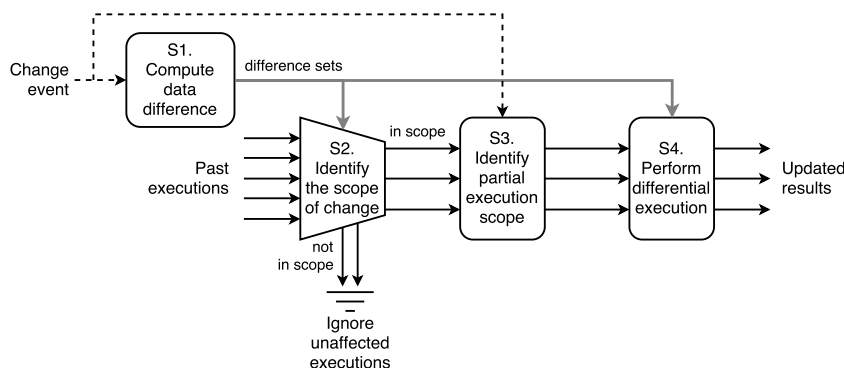 Change
event
S1.
Compute
data
difference
difference sets
Past
executions
S2.
Identify
the scope
of change
in scope
not
in scope
Ignore
unaffected
executions
S3.
Identify
partial
execution
scope
S4.
Perform
differential
execution
Updated
results